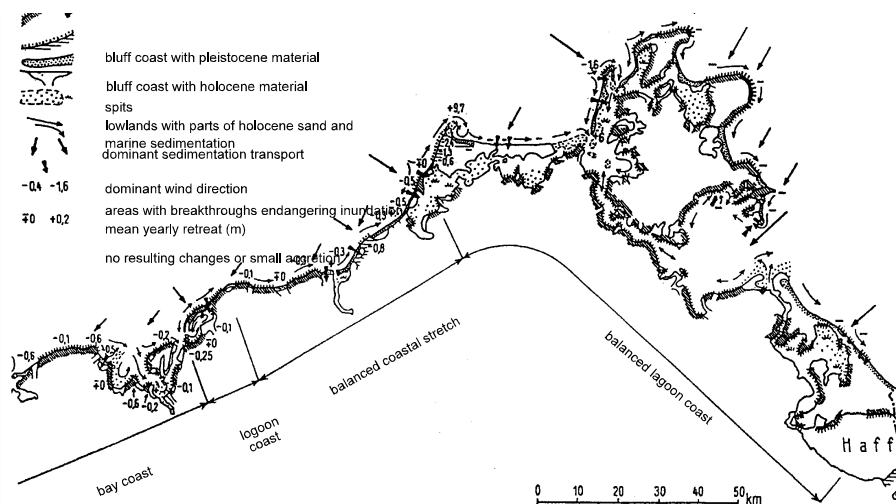 bluff coast with pleistocene material
bluff coast with holocene material
spits
lowlands with parts of holocene sand and
marine sedimentation
dominant sedimentation transport
-0,4 -1,6
dominant wind direction
∓0 +0,2
areas with breakthroughs endangering inundation
mean yearly retreat (m)
no resulting changes or small aggretion
-1,6
+9,7
∓0
-0,6
-0,5
-0,5
-0,3
-0,8
-0,1
∓0
-0,1
-0,6
-0,6
-0,2
-0,1
∓0
-0,25
∓0
-0,6
-0,2
-0,1
balanced coastal stretch
balanced lagoon coast
logoon
coast
bay coast
Haff
0 10 20 30 40 50 km